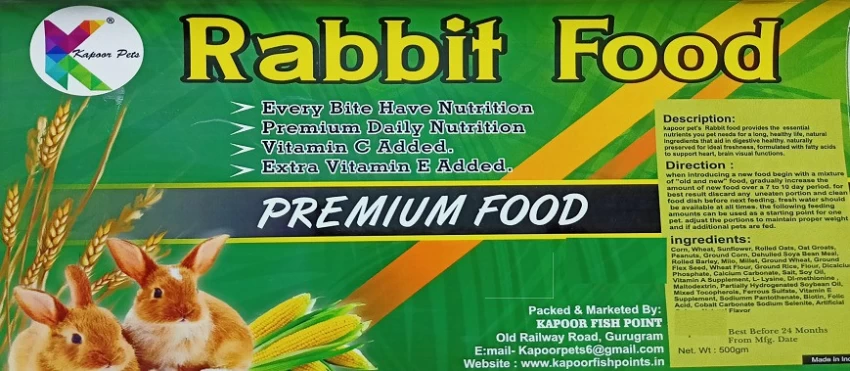 Kapoor Pets
®
Rabbit Food
Every Bite Have Nutrition
Premium Daily Nutrition
Vitamin C Added.
Extra Vitamin E Added.
PREMIUM FOOD
Description:
kapoor pet's Rabbit food provides the essential
nutrients you pet needs for a long, healthy life, natural
ingredients that aid in digestive healthy. naturally
preserved for ideal freshness, formulated with fatty acids
to support heart, brain visual functions.
Direction :
when introducing a new food begin with a mixture
of "old and new" food, gradually increase the
amount of new food over a 7 to 10 day period. for
best result discard any uneaten portion and clean
food dish before next feeding. fresh water should
be available at all times. the following feeding
amounts can be used as a starting point for one
pet. adjust the portions to maintain proper weight
and if additional pets are fed.
ingredients:
Corn, Wheat, Sunflower, Rolled Oats, Oat Groats,
Peanuts, Ground Corn, Dehulled Soya Bean Meal,
Rolled Barley, Milo, Millet, Ground Wheat, Ground
Flex Seed, Wheat Flour, Ground Rice, Flour, Dicalcium
Phosphate, Calcium Carbonate, Salt, Soy Oil,
Vitamin A Supplement, L- Lysine, Dl-methionine ,
Maltodextrin, Partially Hydrogenated Soybean Oil,
Mixed Tocopherols, Ferrous Sulfate, Vitamin E
Supplement, Sodiumm Pantothenate, Biotin, Folic
Acid, Cobalt Carbonate Sodium Selenite, Artificial
Flavor
Best Before 24 Months
From Mfg. Date
Net. Wt : 500gm
Packed & Marketed By:
KAPOOR FISH POINT
Old Railway Road, Gurugram
E:mail- Kapoorpets6@gmail.com
Website : www.kapoorfishpoints.in
Made In